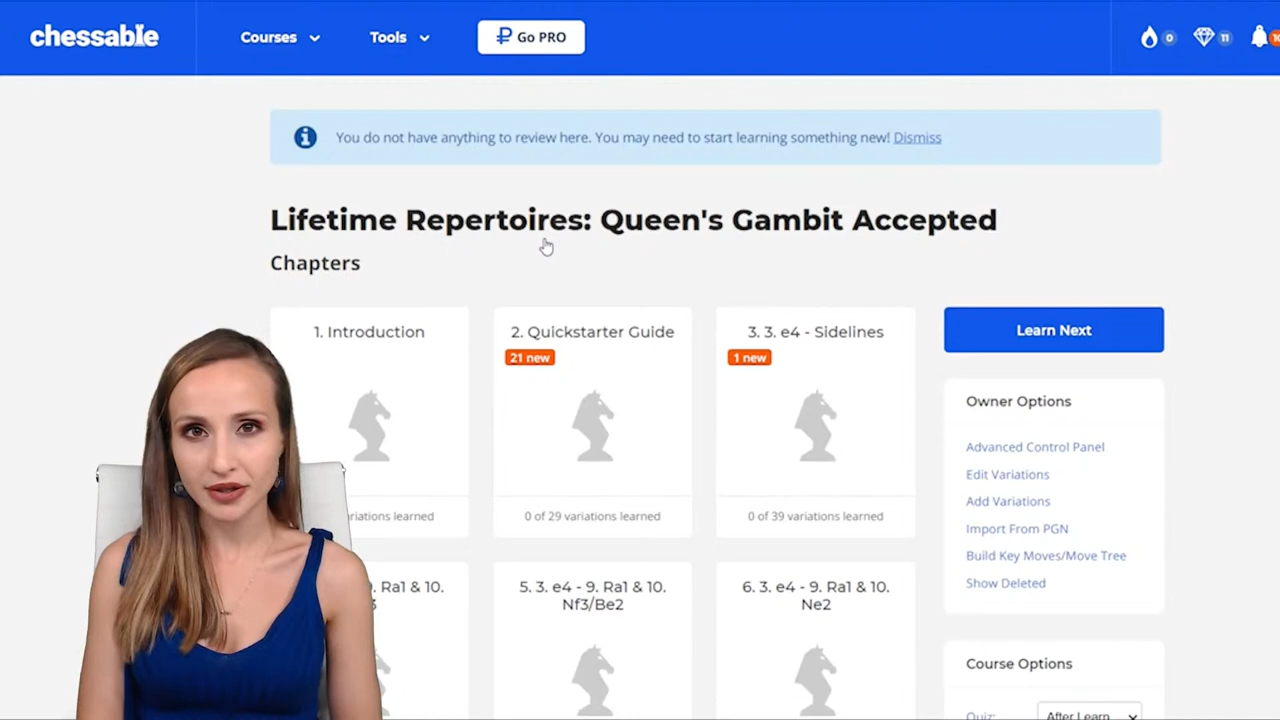 chessable
Courses
Tools
Go PRO
0
11
10
You do not have anything to review here. You may need to start learning something new! Dismiss
Lifetime Repertoires: Queen's Gambit Accepted
Chapters
1. Introduction
2. Quickstarter Guide
21 new
3. 3. e4 - Sidelines
1 new
Learn Next
Owner Options
Advanced Control Panel
Edit Variations
Add Variations
Import From PGN
Build Key Moves/Move Tree
Show Deleted
learned
0 of 29 variations learned
0 of 39 variations learned
Ra1 & 10.
5. 3. e4 - 9. Ra1 & 10.
Nf3/Be2
6. 3. e4 - 9. Ra1 & 10.
Ne2
Course Options
Quiz:
After Learn